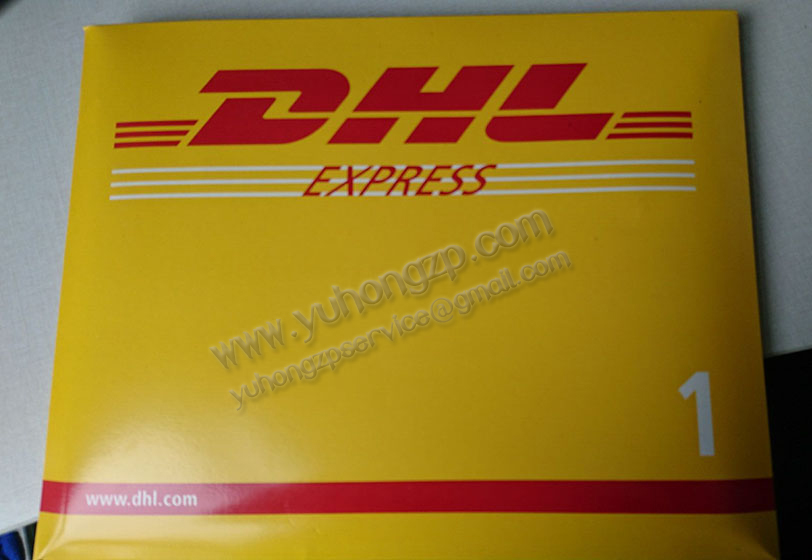 DHL
EXPRESS
www.yuhongzp.com
yuhongzpservice@gmail.com
1
www.dhl.com